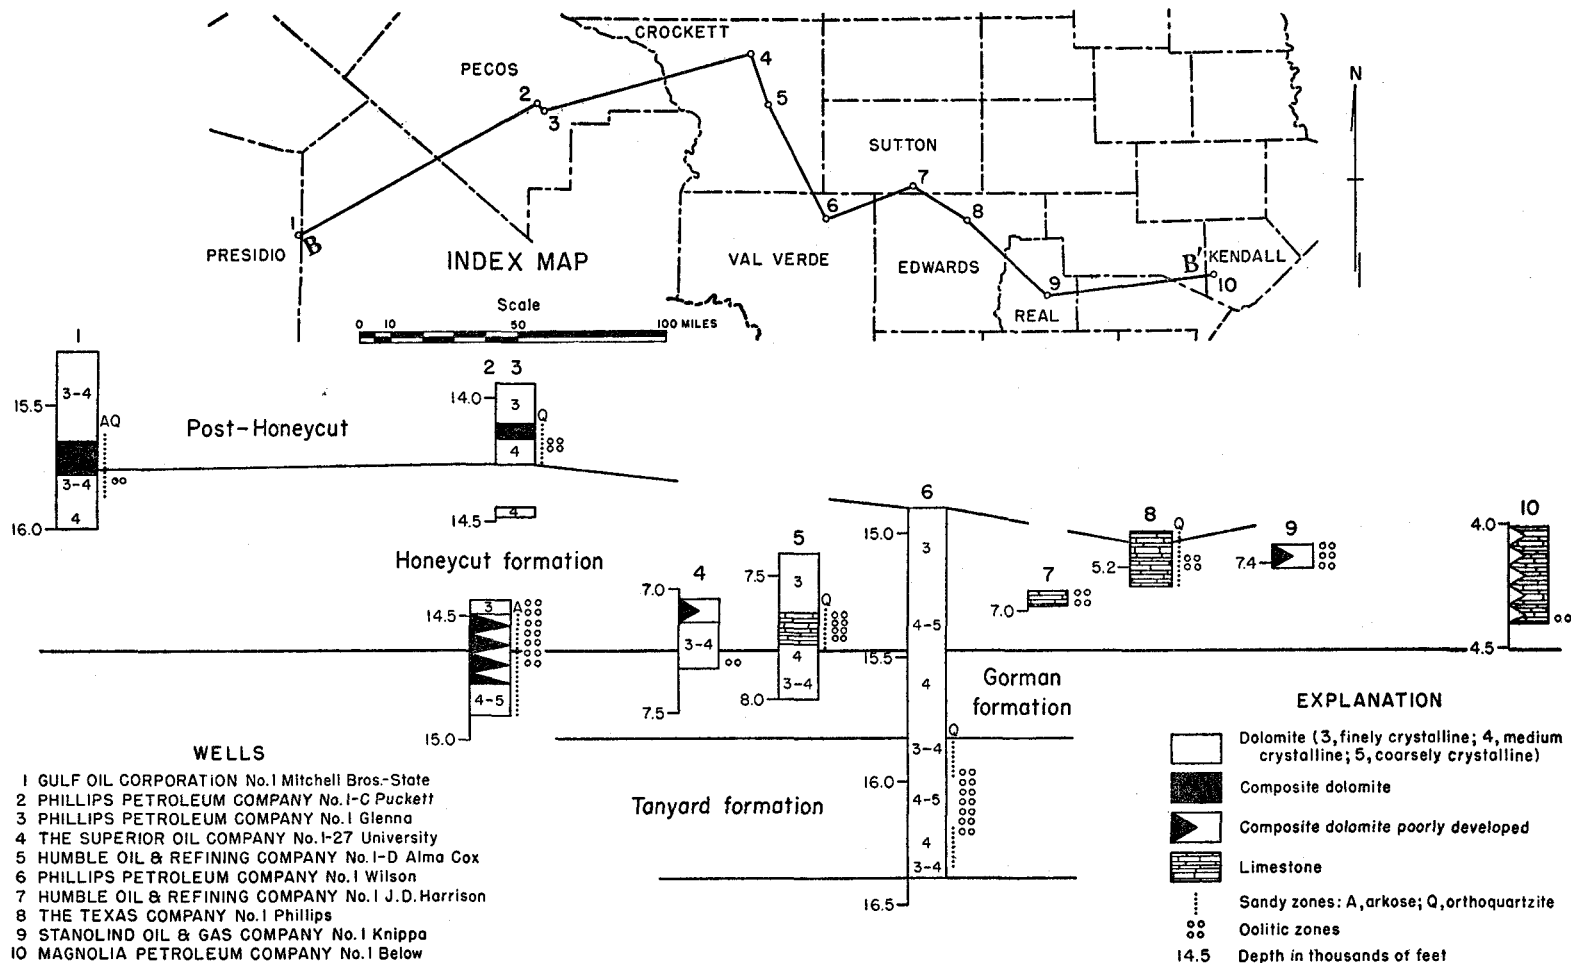 CROCKETT
PECOS
4
N
2
3
5
SUTTON
7
6
8
1
B
PRESIDIO
INDEX MAP
VAL VERDE
EDWARDS
B' KENDALL
10
9
REAL
Scale
0 10 50 100 MILES
1
3-4
15.5
AQ
3-4
4
16.0
Post-Honeycut
2 3
14.0
3
Q
4
14.5
4
Honeycut formation
14.5
3
A
4-5
15.0
4
7.0
3-4
7.5
5
7.5
3
Q
4
3-4
8.0
6
15.0
3
4-5
15.5
4
Q
3-4
16.0
4-5
4
3-4
16.5
7
7.0
8
Q
5.2
9
7.4
10
4.0
4.5
Gorman
formation
Tanyard formation
WELLS
1 GULF OIL CORPORATION No.1 Mitchell Bros.-State
2 PHILLIPS PETROLEUM COMPANY No.1-C Puckett
3 PHILLIPS PETROLEUM COMPANY No.1 Glenna
4 THE SUPERIOR OIL COMPANY No.1-27 University
5 HUMBLE OIL & REFINING COMPANY No.1-D Alma Cox
6 PHILLIPS PETROLEUM COMPANY No.1 Wilson
7 HUMBLE OIL & REFINING COMPANY No.1 J.D. Harrison
8 THE TEXAS COMPANY No.1 Phillips
9 STANOLIND OIL & GAS COMPANY No.1 Knippa
10 MAGNOLIA PETROLEUM COMPANY No.1 Below
EXPLANATION
Dolomite (3, finely crystalline; 4, medium
crystalline; 5, coarsely crystalline)
Composite dolomite
Composite dolomite poorly developed
Limestone
Sandy zones: A, arkose; Q, orthoquartzite
Oolitic zones
14.5 Depth in thousands of feet